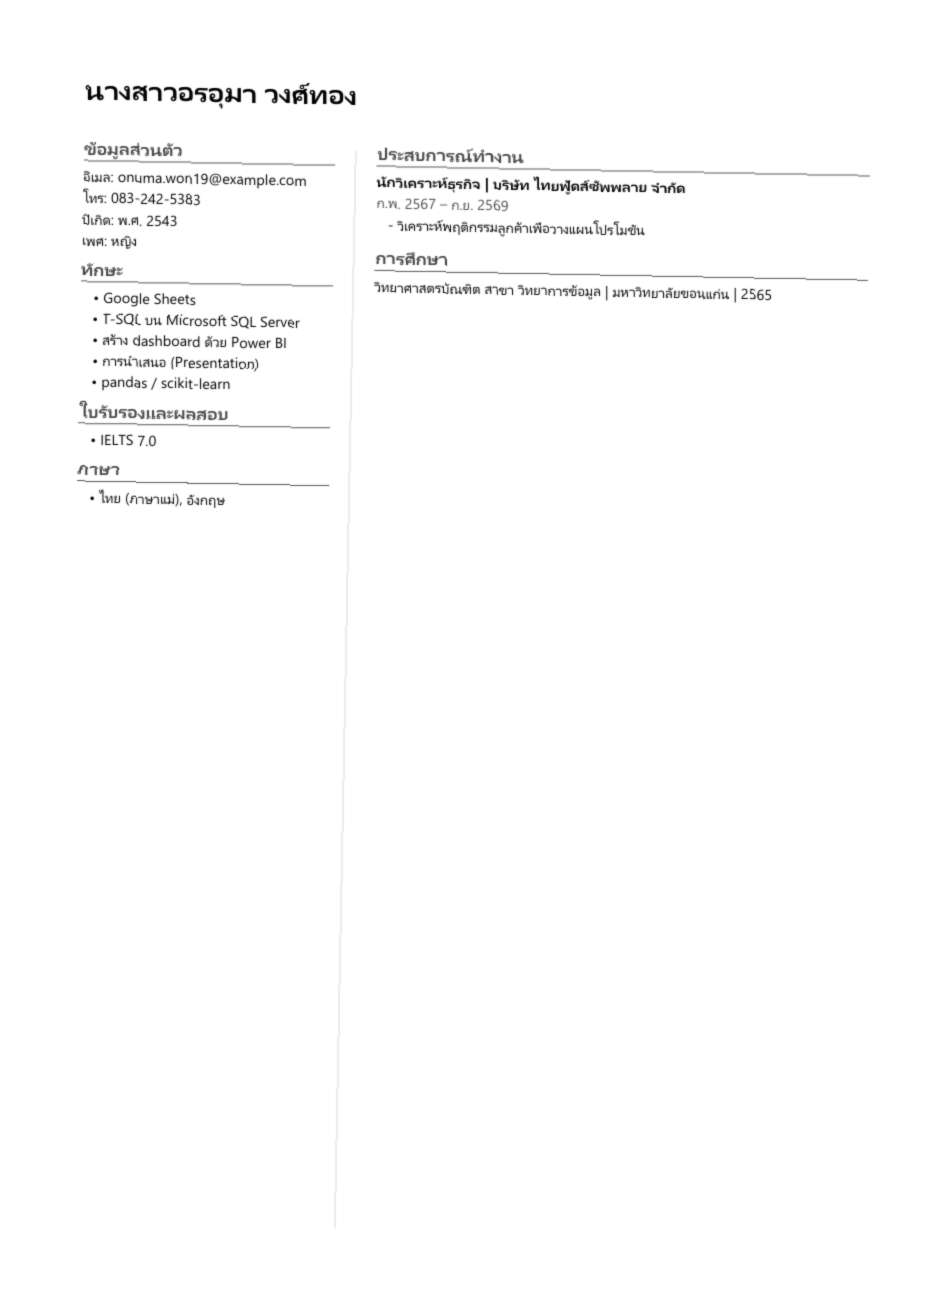 นางสาวอรอุมา วงศ์ทอง
ข้อมูลส่วนตัว
อีเมล: onuma.won19@example.com
โทร: 083-242-5383
ปีเกิด: พ.ศ. 2543
เพศ: หญิง
ทักษะ
• Google Sheets
• T-SQL บน Microsoft SQL Server
• สร้าง dashboard ด้วย Power BI
• การนำเสนอ (Presentation)
• pandas / scikit-learn
ใบรับรองและผลสอบ
• IELTS 7.0
ภาษา
• ไทย (ภาษาแม่), อังกฤษ
ประสบการณ์ทำงาน
นักวิเคราะห์ธุรกิจ | บริษัท ไทยฟู้ดส์ซัพพลาย จำกัด
ก.พ. 2567 – ก.ย. 2569
- วิเคราะห์พฤติกรรมลูกค้าเพื่อวางแผนโปรโมชัน
การศึกษา
วิทยาศาสตรบัณฑิต สาขา วิทยาการข้อมูล | มหาวิทยาลัยขอนแก่น | 2565